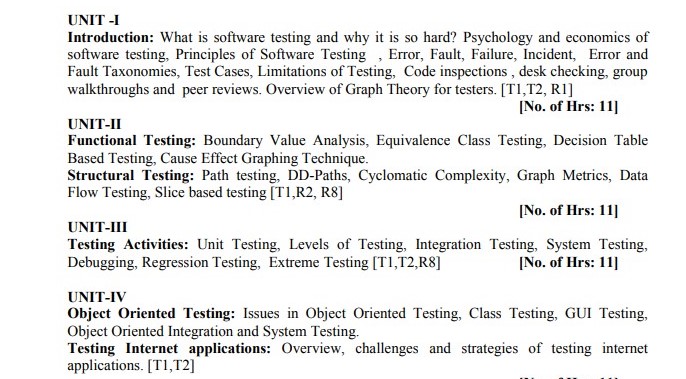 UNIT -I
Introduction: What is software testing and why it is so hard? Psychology and economics of
software testing, Principles of Software Testing , Error, Fault, Failure, Incident, Error and
Fault Taxonomies, Test Cases, Limitations of Testing, Code inspections , desk checking, group
walkthroughs and peer reviews. Overview of Graph Theory for testers. [T1,T2, R1]
[No. of Hrs: 11]
UNIT-II
Functional Testing: Boundary Value Analysis, Equivalence Class Testing, Decision Table
Based Testing, Cause Effect Graphing Technique.
Structural Testing: Path testing, DD-Paths, Cyclomatic Complexity, Graph Metrics, Data
Flow Testing, Slice based testing [T1,R2, R8]
[No. of Hrs: 11]
UNIT-III
Testing Activities: Unit Testing, Levels of Testing, Integration Testing, System Testing,
Debugging, Regression Testing, Extreme Testing [T1,T2,R8] [No. of Hrs: 11]
UNIT-IV
Object Oriented Testing: Issues in Object Oriented Testing, Class Testing, GUI Testing,
Object Oriented Integration and System Testing.
Testing Internet applications: Overview, challenges and strategies of testing internet
applications. [T1,T2]